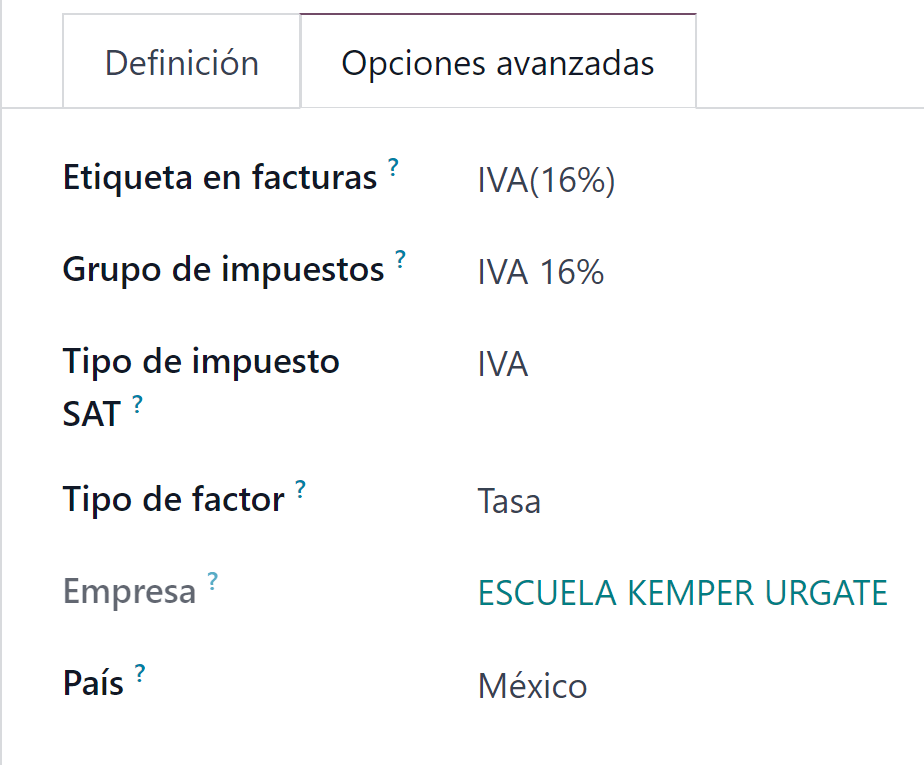 Definición Opciones avanzadas
Etiqueta en facturas ? IVA(16%)
Grupo de impuestos ? IVA 16%
Tipo de impuesto IVA
SAT ?
Tipo de factor ? Tasa
Empresa ? ESCUELA KEMPER URGATE
País ? México